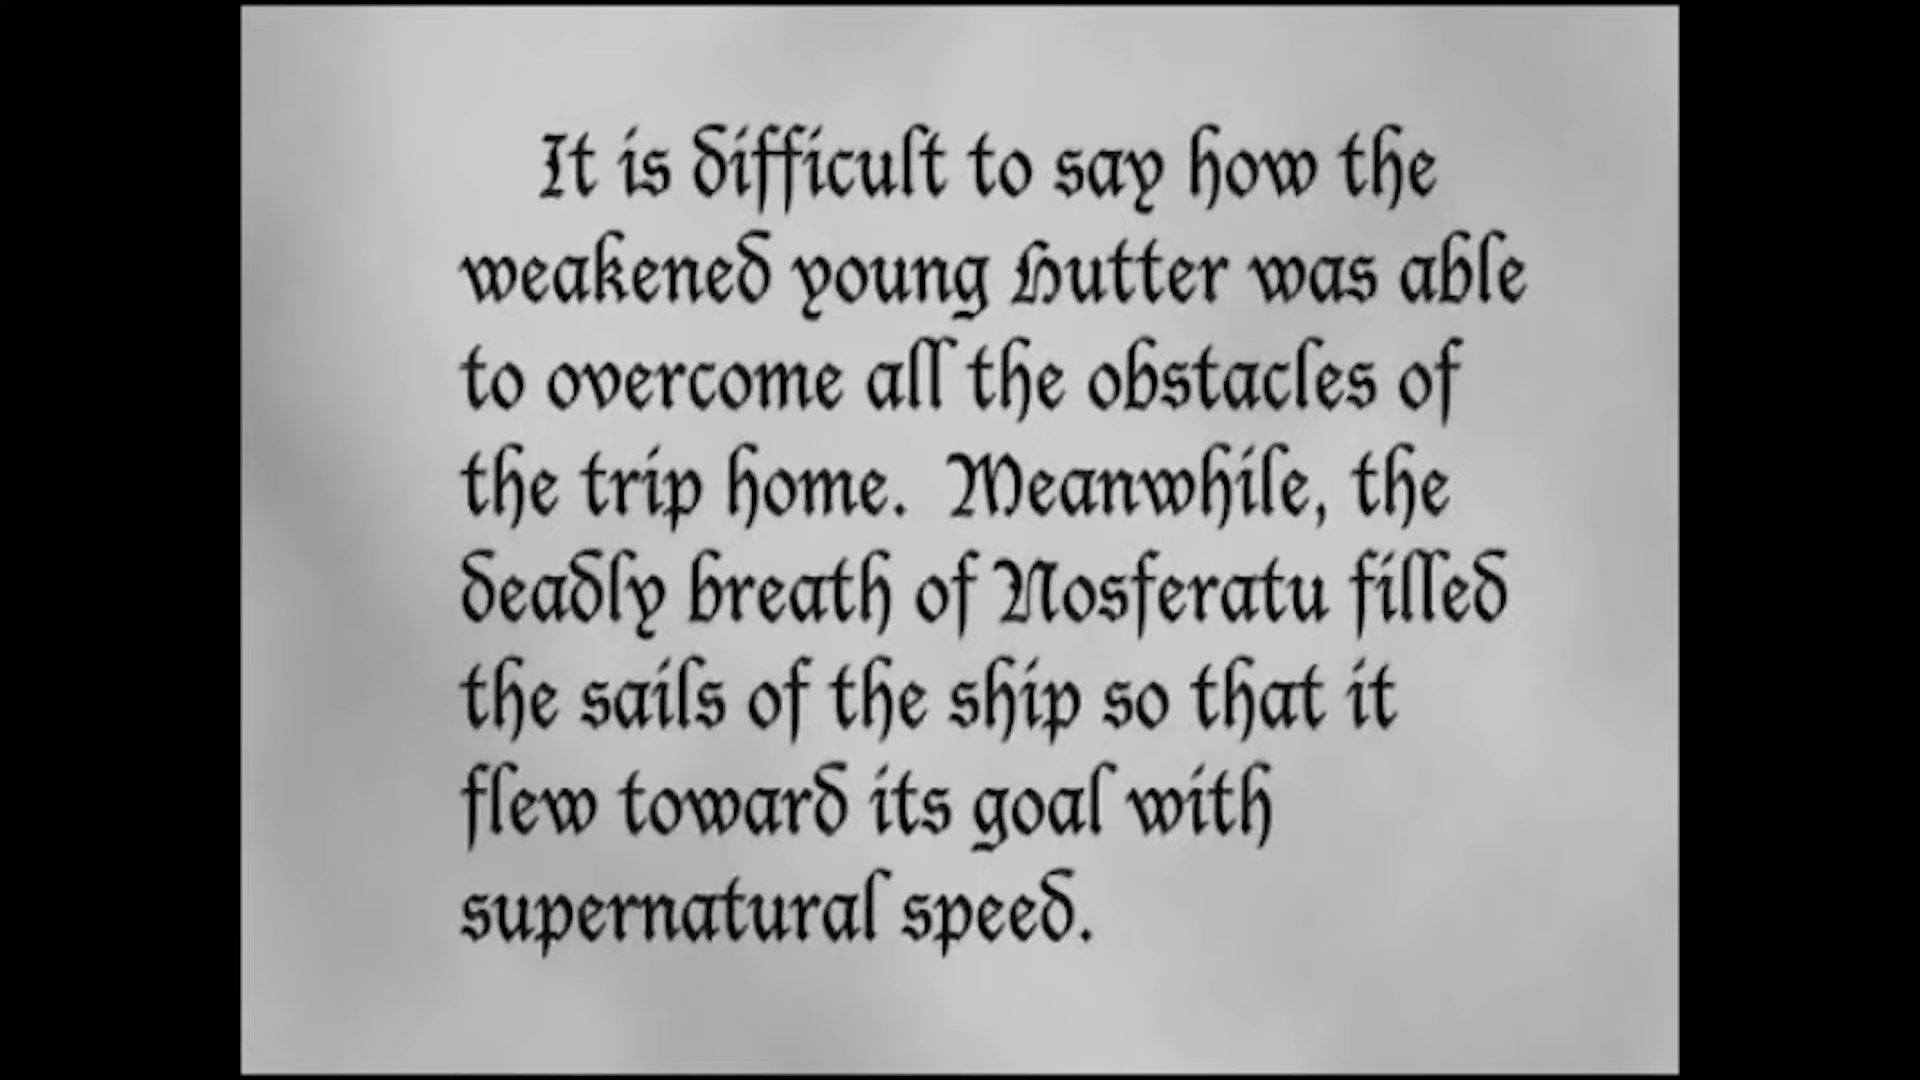 It is difficult to say how the
weakened young Hutter was able
to overcome all the obstacles of
the trip home. Meanwhile, the
deadly breath of Nosferatu filled
the sails of the ship so that it
flew toward its goal with
supernatural speed.